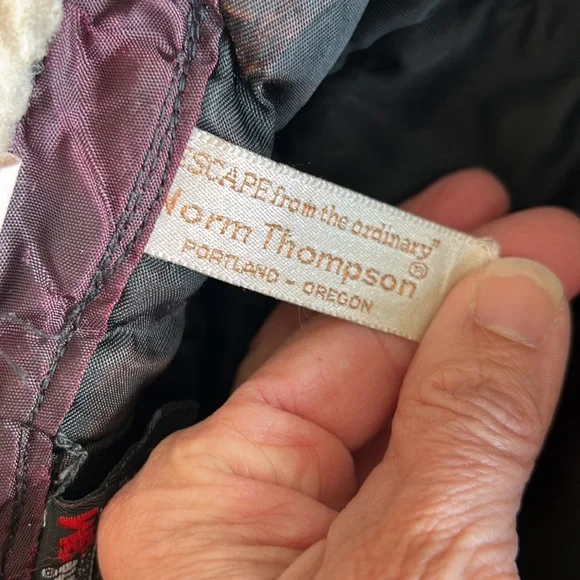 ESCAPE from the ordinary®
Norm Thompson®
PORTLAND - OREGON